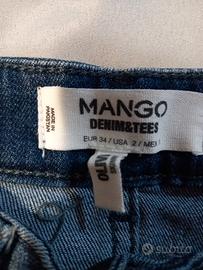 MANGO
DENIM&TEES
EUR 34 / USA 2 / MEX
MADE IN
PAKISTAN
subito